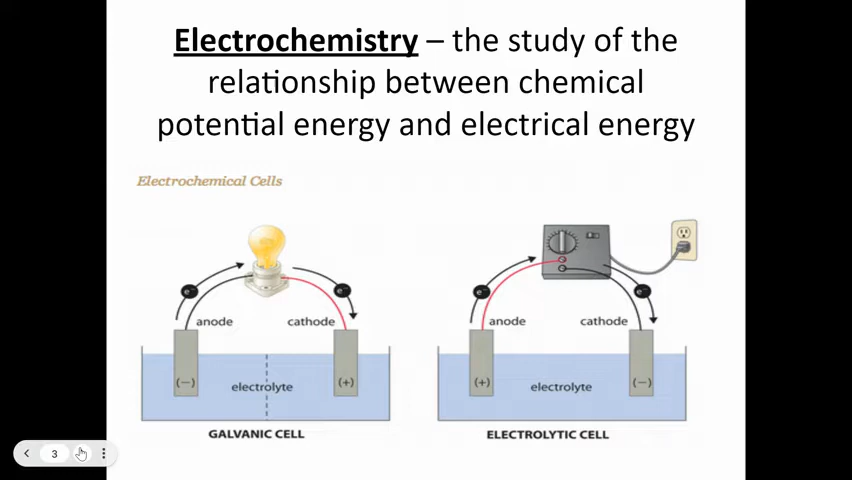 Electrochemistry – the study of the
relationship between chemical
potential energy and electrical energy
Electrochemical Cells
e⁻ e⁻
anode cathode
(−) electrolyte (+)
GALVANIC CELL
e⁻ e⁻
anode cathode
(+) electrolyte (−)
ELECTROLYTIC CELL
3